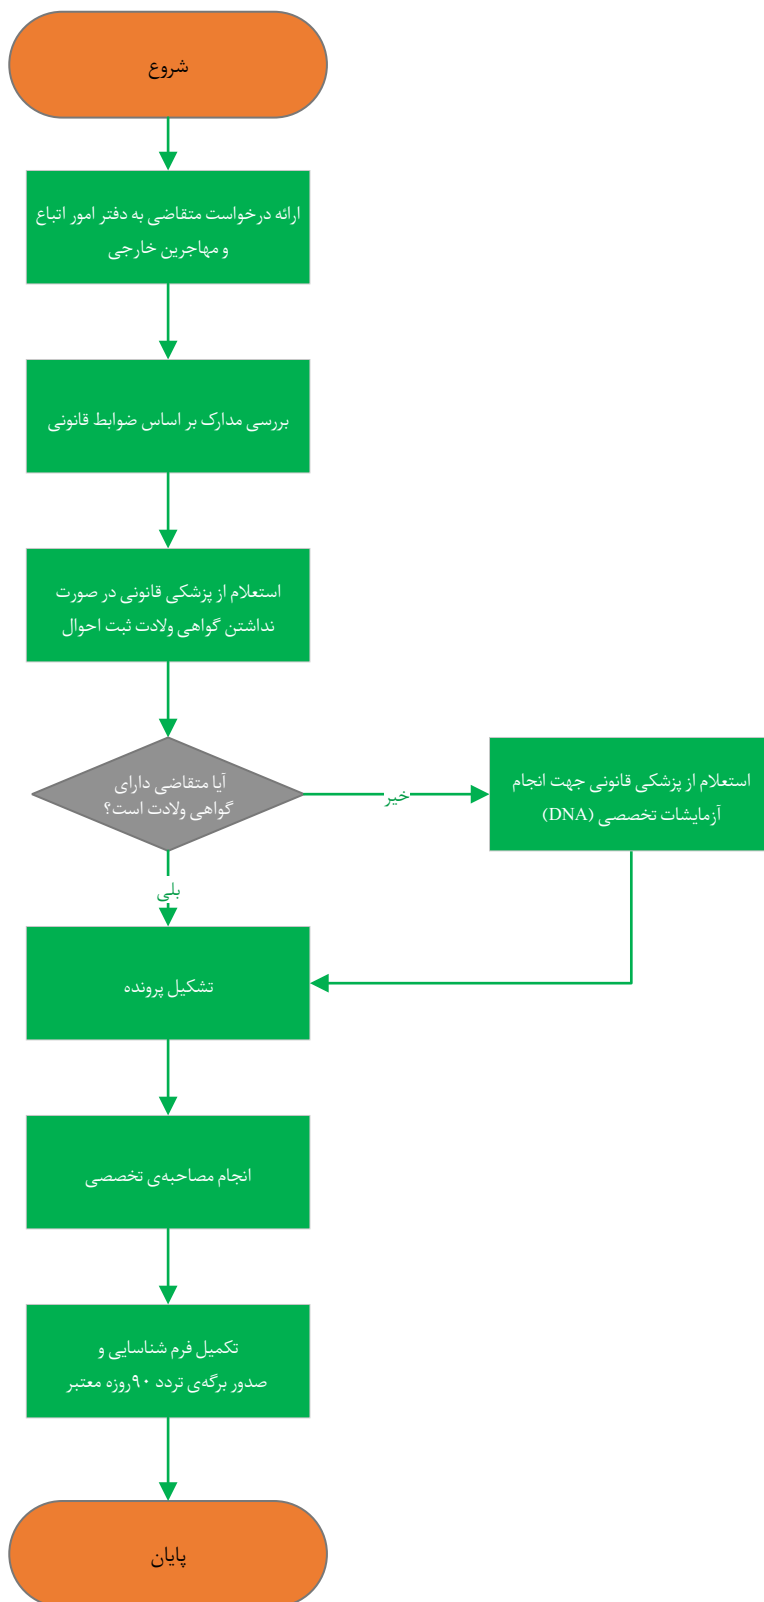 شروع
ارائه درخواست متقاضی به دفتر امور اتباع
و مهاجرین خارجی
بررسی مدارک بر اساس ضوابط قانونی
استعلام از پزشکی قانونی در صورت
نداشتن گواهی ولادت ثبت احوال
آیا متقاضی دارای
گواهی ولادت است؟
خیر
استعلام از پزشکی قانونی جهت انجام
آزمایشات تخصصی (DNA)
بلی
تشکیل پرونده
انجام مصاحبه‌ی تخصصی
تکمیل فرم شناسایی و
صدور برگه‌ی تردد ۹۰روزه معتبر
پایان